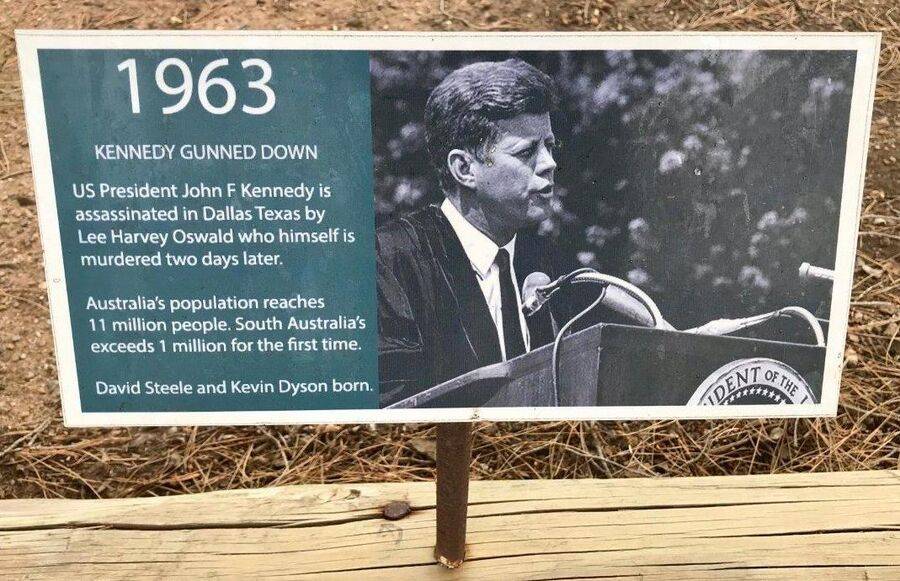 1963
KENNEDY GUNNED DOWN
US President John F Kennedy is
assassinated in Dallas Texas by
Lee Harvey Oswald who himself is
murdered two days later.
Australia's population reaches
11 million people. South Australia's
exceeds 1 million for the first time.
David Steele and Kevin Dyson born.
IDENT OF THE